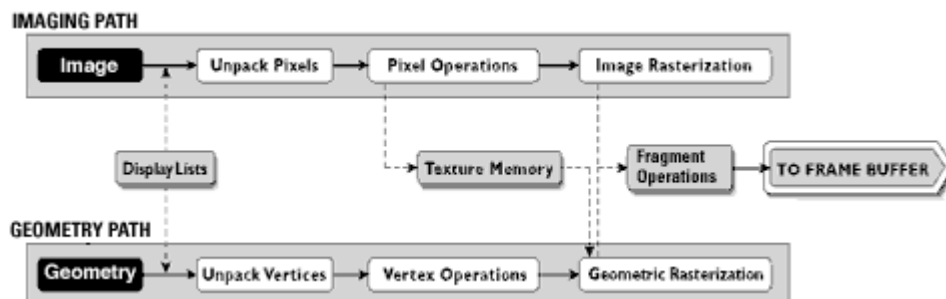 IMAGING PATH
Image
Unpack Pixels
Pixel Operations
Image Rasterization
Display Lists
Texture Memory
Fragment
Operations
TO FRAME BUFFER
GEOMETRY PATH
Geometry
Unpack Vertices
Vertex Operations
Geometric Rasterization